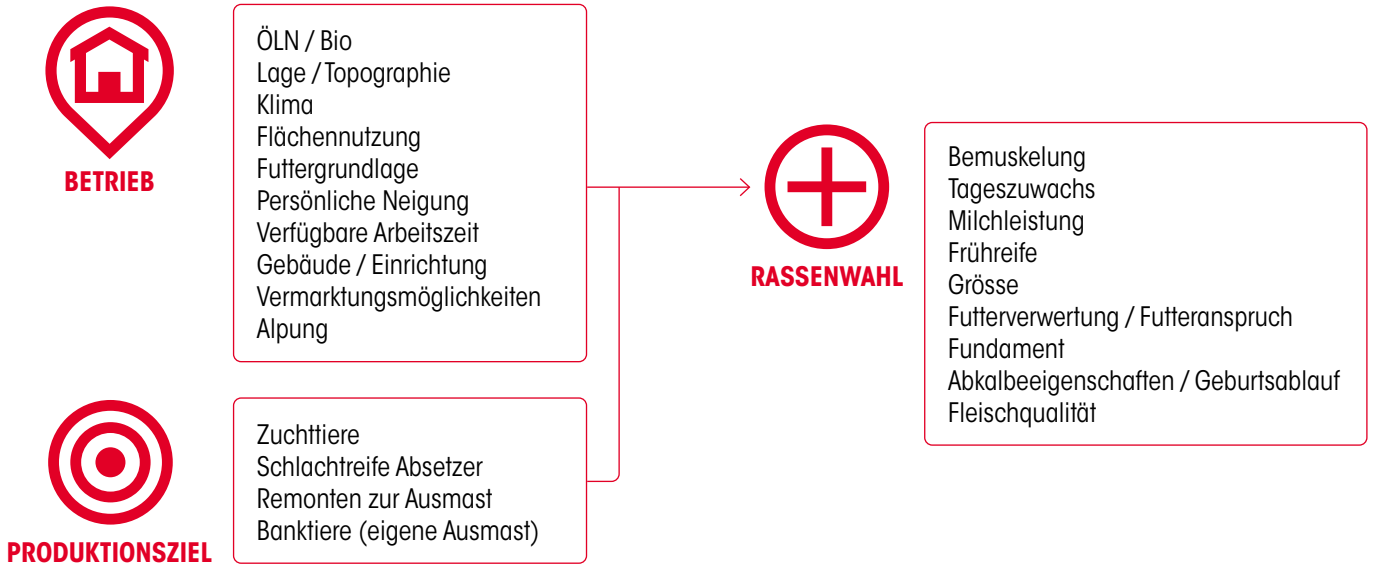 BETRIEB
ÖLN / Bio
Lage / Topographie
Klima
Flächennutzung
Futtergrundlage
Persönliche Neigung
Verfügbare Arbeitszeit
Gebäude / Einrichtung
Vermarktungsmöglichkeiten
Alpung
PRODUKTIONSZIEL
Zuchttiere
Schlachtreife Absetzer
Remonten zur Ausmast
Banktiere (eigene Ausmast)
RASSENWAHL
Bemuskelung
Tageszuwachs
Milchleistung
Frühreife
Grösse
Futterverwertung / Futteranspruch
Fundament
Abkalbeeigenschaften / Geburtsablauf
Fleischqualität